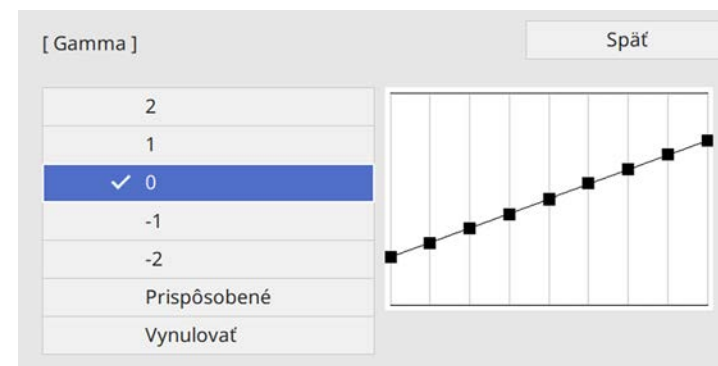 [ Gamma ]
Späť
2
1
0
-1
-2
Prispôsobené
Vynulovať